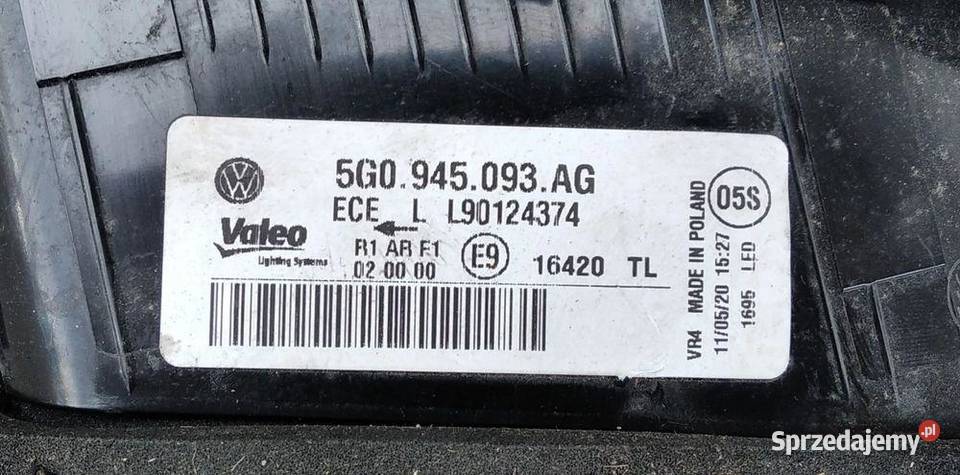 5G0.945.093.AG
ECE L L90124374
Valeo
Lighting Systems
R1 AR F1
02 00 00
E9
16420 TL
VR4 MADE IN POLAND
11/05/20 15:27
1695 LED
05S
Sprzedajemy.pl